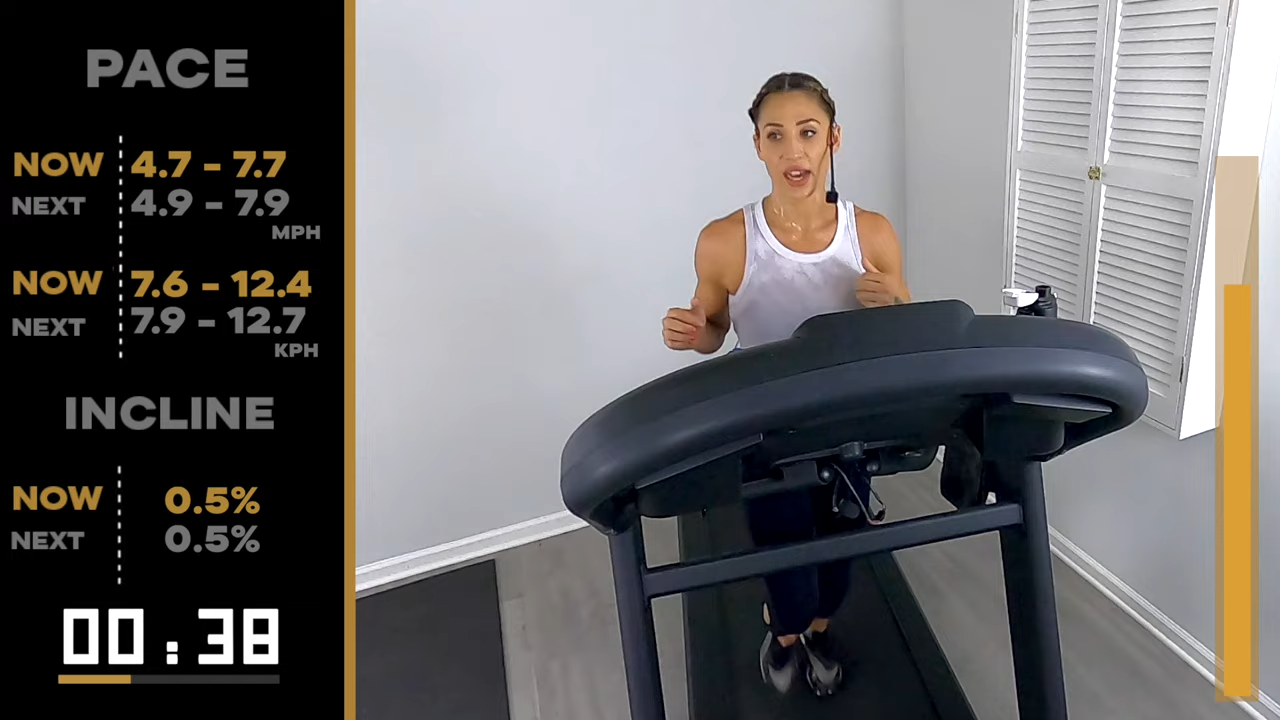 PACE
NOW 4.7 - 7.7
NEXT 4.9 - 7.9
MPH
NOW 7.6 - 12.4
NEXT 7.9 - 12.7
KPH
INCLINE
NOW 0.5%
NEXT 0.5%
00:38